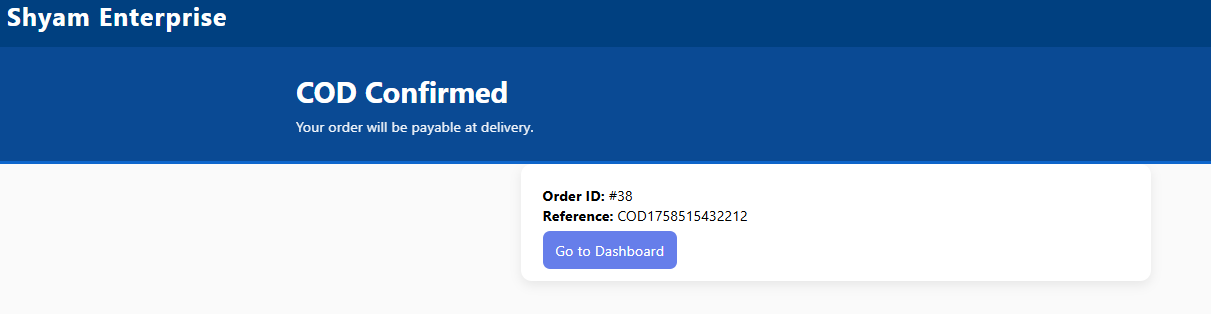 Shyam Enterprise
COD Confirmed
Your order will be payable at delivery.
Order ID: #38
Reference: COD1758515432212
Go to Dashboard